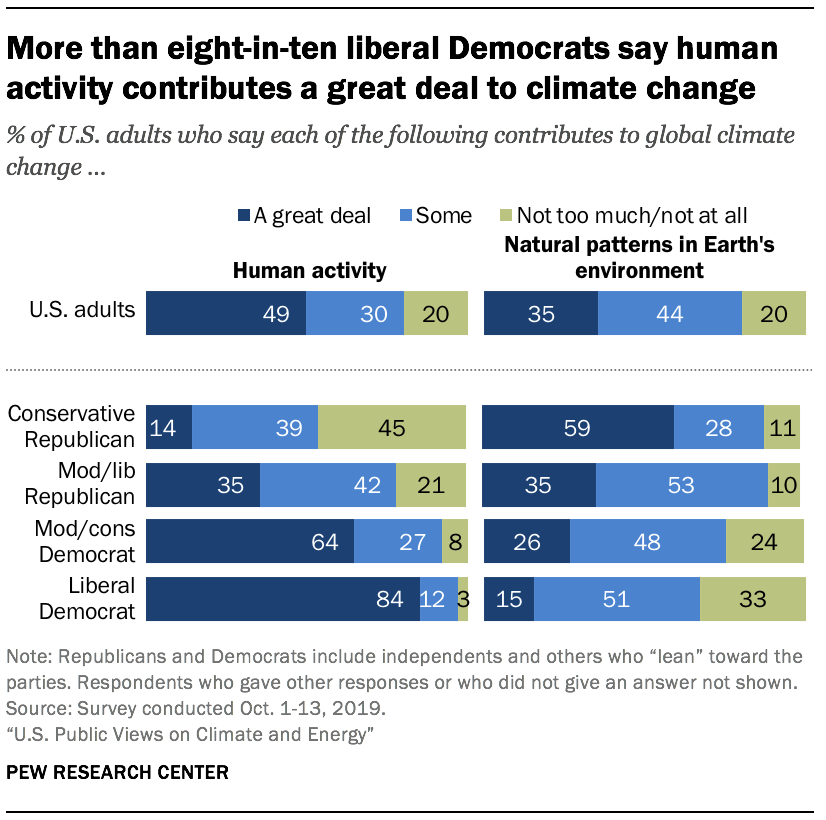 More than eight-in-ten liberal Democrats say human
activity contributes a great deal to climate change
% of U.S. adults who say each of the following contributes to global climate
change ...
A great deal Some Not too much/not at all
Human activity
Natural patterns in Earth's
environment
U.S. adults 49 30 20 35 44 20
Conservative
Republican 14 39 45 59 28 11
Mod/lib
Republican 35 42 21 35 53 10
Mod/cons
Democrat 64 27 8 26 48 24
Liberal
Democrat 84 12 3 15 51 33
Note: Republicans and Democrats include independents and others who “lean” toward the
parties. Respondents who gave other responses or who did not give an answer not shown.
Source: Survey conducted Oct. 1-13, 2019.
“U.S. Public Views on Climate and Energy”
PEW RESEARCH CENTER